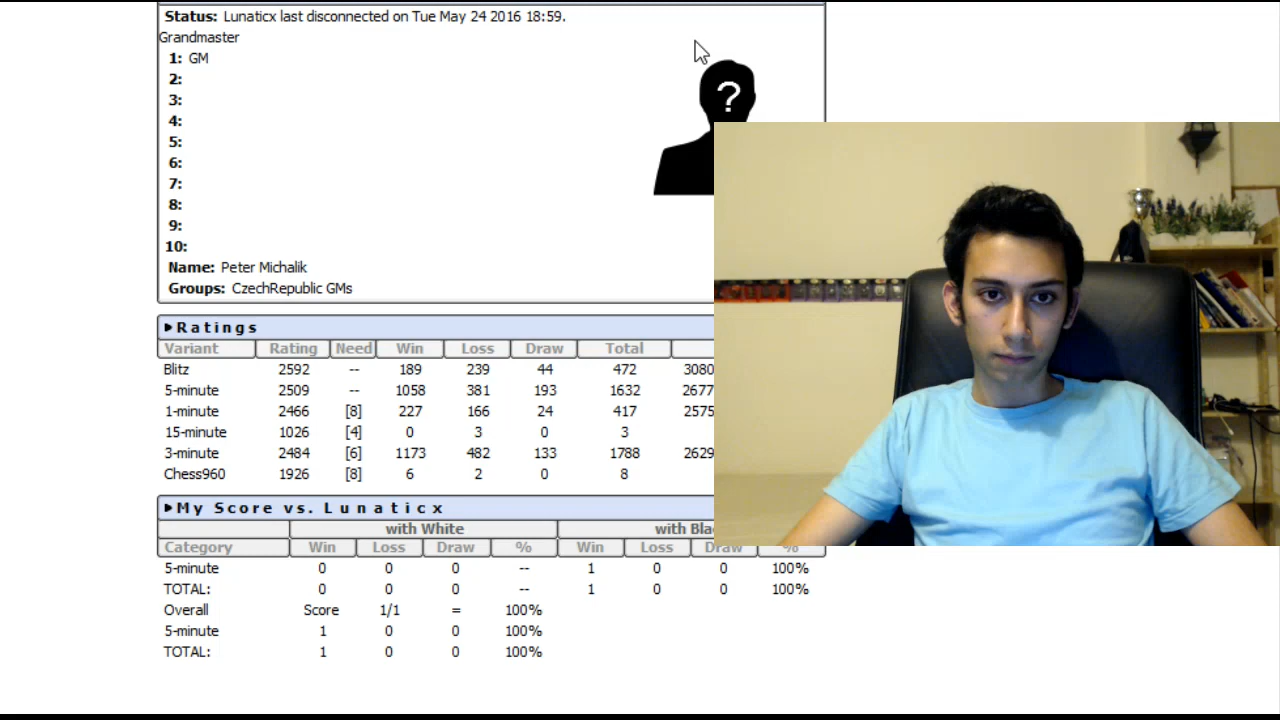 Status: Lunaticx last disconnected on Tue May 24 2016 18:59.
Grandmaster
1: GM
2:
3:
4:
5:
6:
7:
8:
9:
10:
?
Name: Peter Michalik
Groups: CzechRepublic GMs
Ratings
Variant Rating Need Win Loss Draw Total
Blitz 2592 -- 189 239 44 472 3080
5-minute 2509 -- 1058 381 193 1632 2677
1-minute 2466 [8] 227 166 24 417 2575
15-minute 1026 [4] 0 3 0 3
3-minute 2484 [6] 1173 482 133 1788 2629
Chess960 1926 [8] 6 2 0 8
My Score vs. Lunaticx
with White with Bla
Category Win Loss Draw % Win Loss Draw %
5-minute 0 0 0 -- 1 0 0 100%
TOTAL: 0 0 0 -- 1 0 0 100%
Overall Score 1/1 = 100%
5-minute 1 0 0 100%
TOTAL: 1 0 0 100%